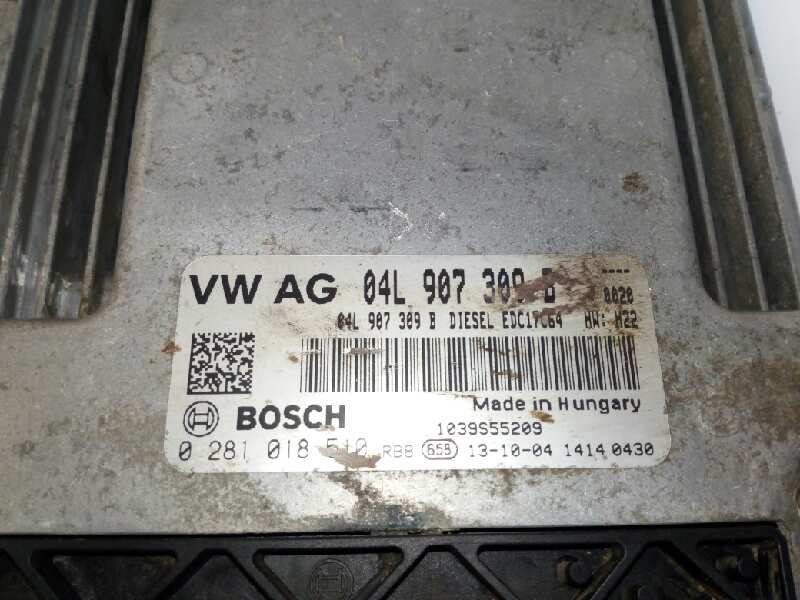 VW AG 04L 907 309 B ----
0020
04L 907 309 B DIESEL EDC17C64 HW: H22
Made in Hungary
BOSCH 1039S55209
0 281 018 510 RBB 658 13-10-04 1414 0430